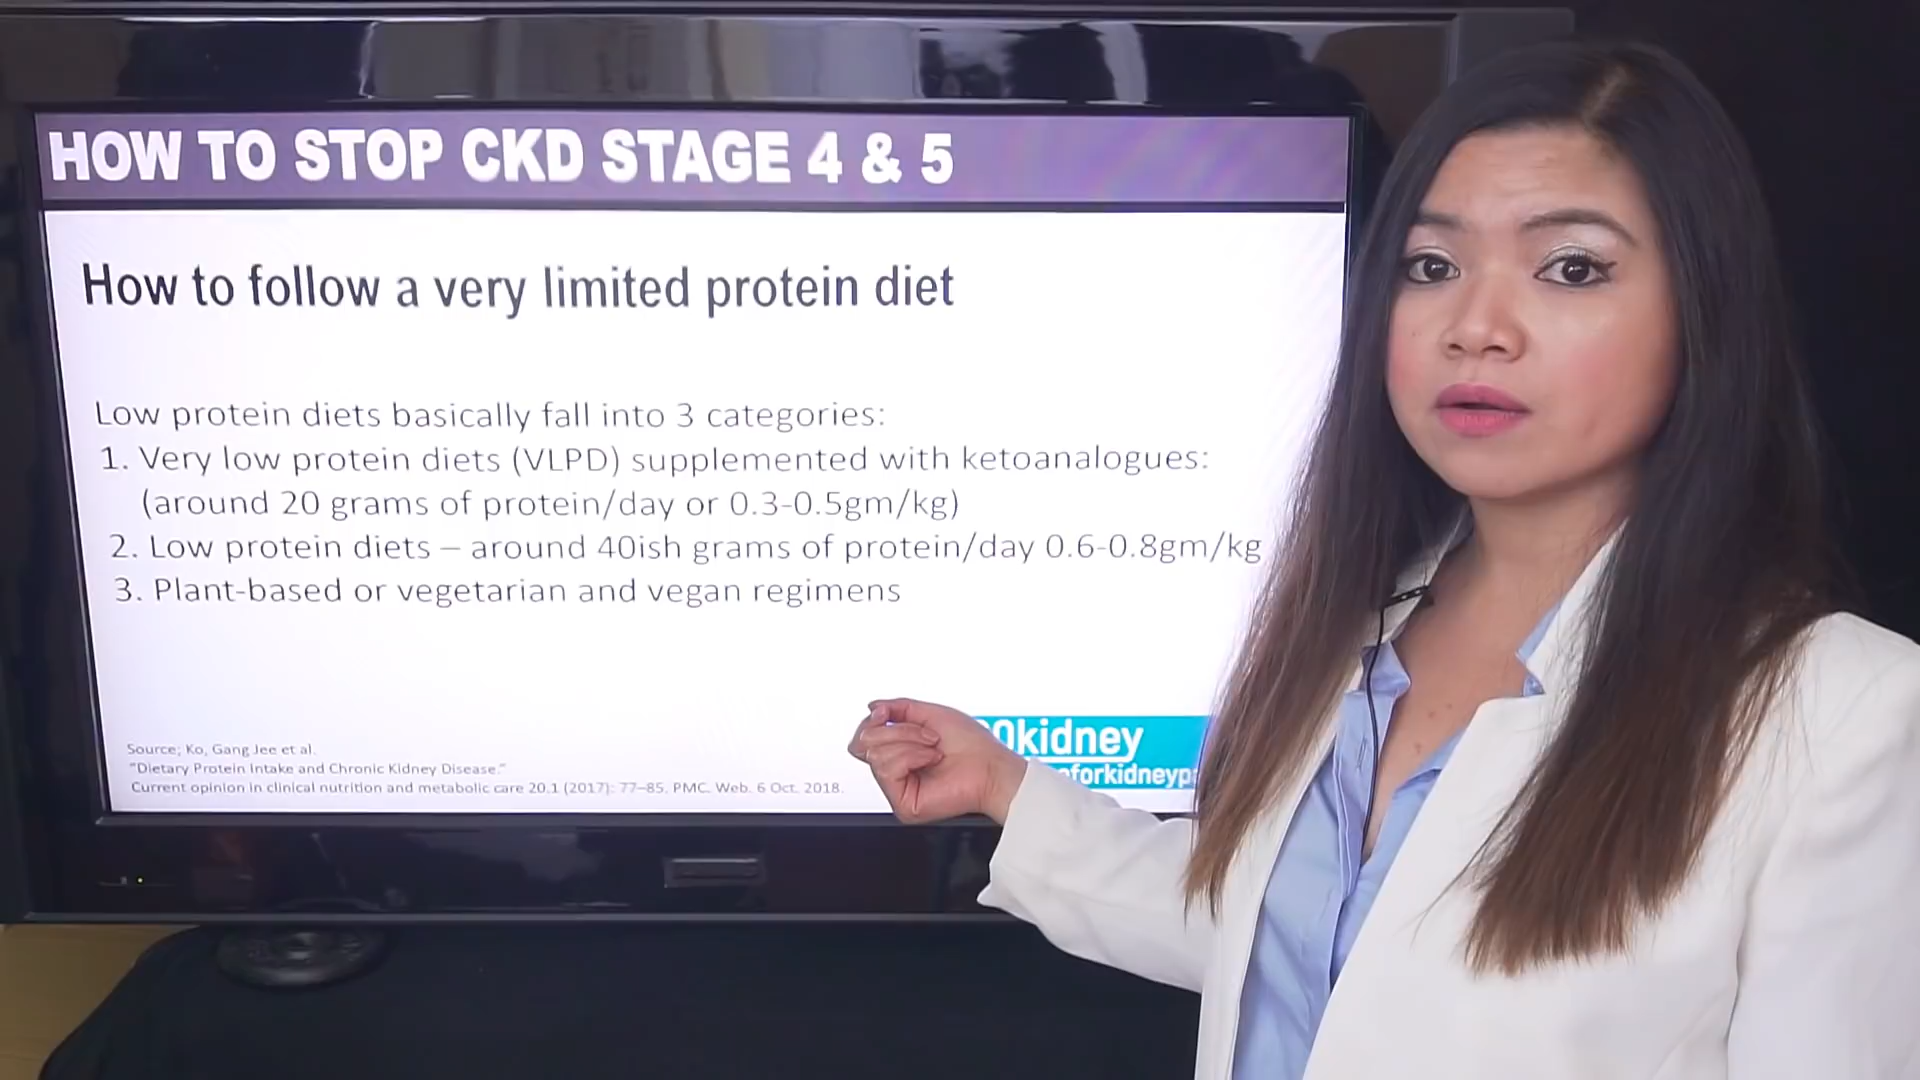 HOW TO STOP CKD STAGE 4 & 5
How to follow a very limited protein diet
Low protein diets basically fall into 3 categories:
1. Very low protein diets (VLPD) supplemented with ketoanalogues:
(around 20 grams of protein/day or 0.3-0.5gm/kg)
2. Low protein diets – around 40ish grams of protein/day 0.6-0.8gm/kg
3. Plant-based or vegetarian and vegan regimens
Source; Ko, Gang Jee et al.
"Dietary Protein Intake and Chronic Kidney Disease."
Current opinion in clinical nutrition and metabolic care 20.1 (2017): 77–85. PMC. Web. 6 Oct. 2018.
0kidney
forkidneyp